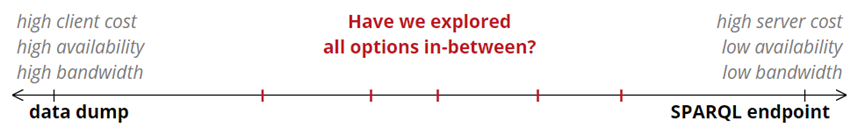 high client cost
high availability
high bandwidth
Have we explored
all options in-between?
high server cost
low availability
low bandwidth
data dump
SPARQL endpoint